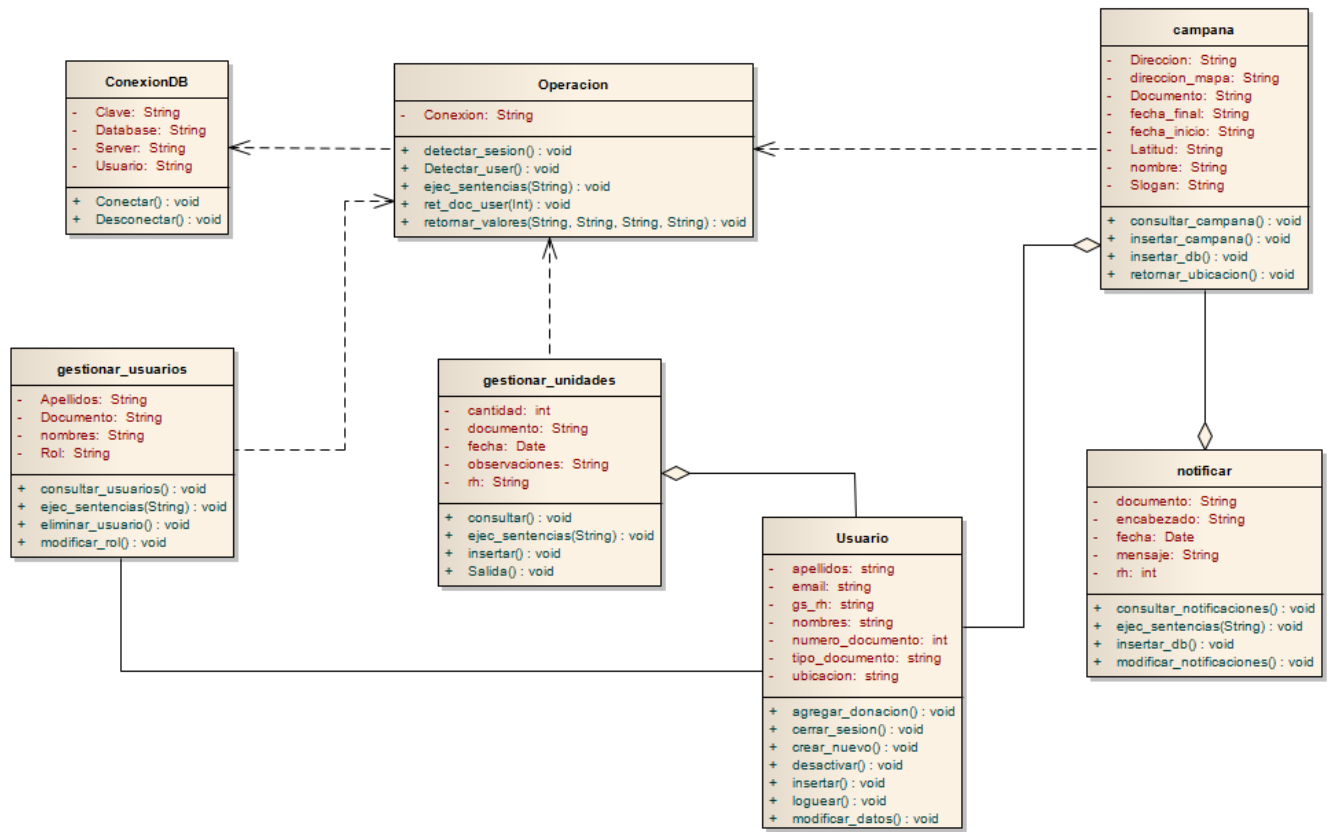 ConexionDB
- Clave: String
- Database: String
- Server: String
- Usuario: String
+ Conectar() : void
+ Desconectar() : void
Operacion
- Conexion: String
+ detectar_sesion() : void
+ Detectar_user() : void
+ ejec_sentencias(String) : void
+ ret_doc_user(Int) : void
+ retornar_valores(String, String, String, String) : void
campana
- Direccion: String
- direccion_mapa: String
- Documento: String
- fecha_final: String
- fecha_inicio: String
- Latitud: String
- nombre: String
- Slogan: String
+ consultar_campana() : void
+ insertar_campana() : void
+ insertar_db() : void
+ retornar_ubicacion() : void
gestionar_usuarios
- Apellidos: String
- Documento: String
- nombres: String
- Rol: String
+ consultar_usuarios() : void
+ ejec_sentencias(String) : void
+ eliminar_usuario() : void
+ modificar_rol() : void
gestionar_unidades
- cantidad: int
- documento: String
- fecha: Date
- observaciones: String
- rh: String
+ consultar() : void
+ ejec_sentencias(String) : void
+ insertar() : void
+ Salida() : void
Usuario
- apellidos: string
- email: string
- gs_rh: string
- nombres: string
- numero_documento: int
- tipo_documento: string
- ubicacion: string
+ agregar_donacion() : void
+ cerrar_sesion() : void
+ crear_nuevo() : void
+ desactivar() : void
+ insertar() : void
+ loguear() : void
+ modificar_datos() : void
notificar
- documento: String
- encabezado: String
- fecha: Date
- mensaje: String
- rh: int
+ consultar_notificaciones() : void
+ ejec_sentencias(String) : void
+ insertar_db() : void
+ modificar_notificaciones() : void